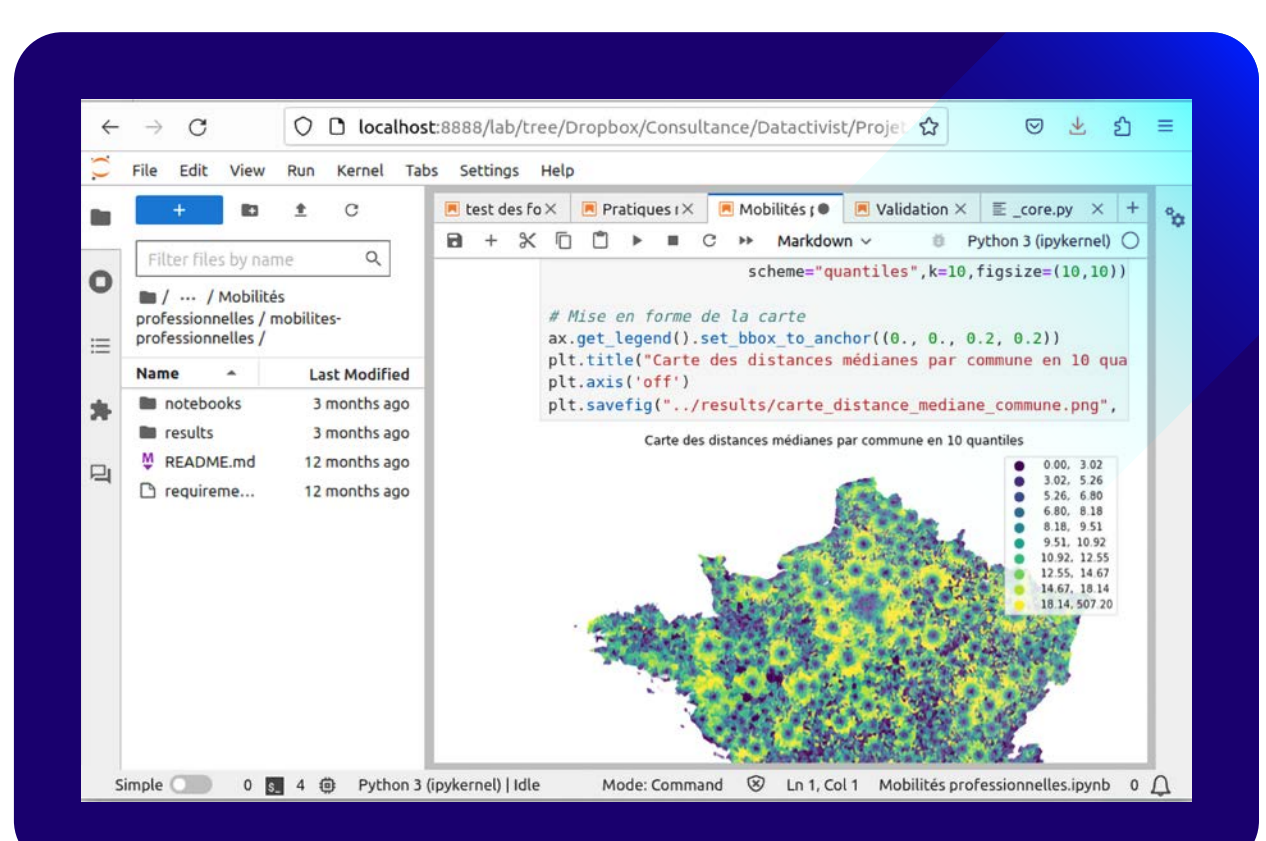 localhost:8888/lab/tree/Dropbox/Consultance/Datactivist/Proje
File Edit View Run Kernel Tabs Settings Help
+
Filter files by name
/ ··· / Mobilités
professionnelles / mobilites-
professionnelles /
Name Last Modified
notebooks 3 months ago
results 3 months ago
README.md 12 months ago
requireme... 12 months ago
test des fo × Pratiques × Mobilités Validation × _core.py × +
Markdown Python 3 (ipykernel)
scheme="quantiles",k=10,figsize=(10,10))
# Mise en forme de la carte
ax.get_legend().set_bbox_to_anchor((0., 0., 0.2, 0.2))
plt.title("Carte des distances médianes par commune en 10 qua
plt.axis('off')
plt.savefig("../results/carte_distance_mediane_commune.png",
Carte des distances médianes par commune en 10 quantiles
0.00, 3.02
3.02, 5.26
5.26, 6.80
6.80, 8.18
8.18, 9.51
9.51, 10.92
10.92, 12.55
12.55, 14.67
14.67, 18.14
18.14, 507.20
Simple 0 $_ 4 Python 3 (ipykernel) | Idle Mode: Command Ln 1, Col 1 Mobilités professionnelles.ipynb 0